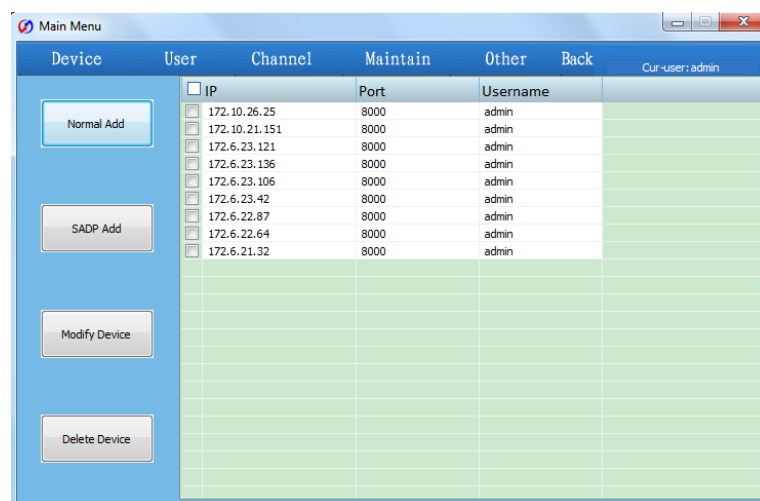 Main Menu
Device User Channel Maintain Other Back Cur-user: admin
IP Port Username
Normal Add
SADP Add
Modify Device
Delete Device
172.10.26.25 8000 admin
172.10.21.151 8000 admin
172.6.23.121 8000 admin
172.6.23.136 8000 admin
172.6.23.106 8000 admin
172.6.23.42 8000 admin
172.6.22.87 8000 admin
172.6.22.64 8000 admin
172.6.21.32 8000 admin